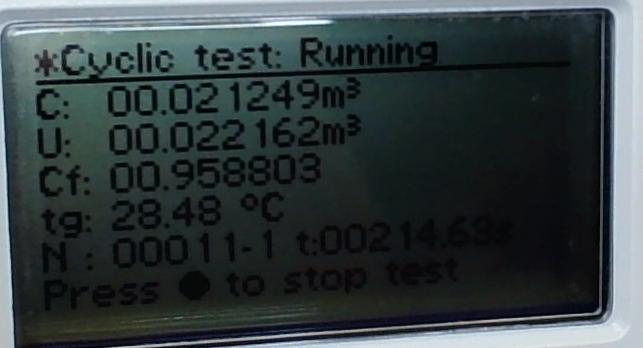 *Cyclic test: Running
C: 00.021249m³
U: 00.022162m³
Cf: 00.958803
tg: 28.48 °C
N : 00011-1 t:00214.63s
Press ● to stop test